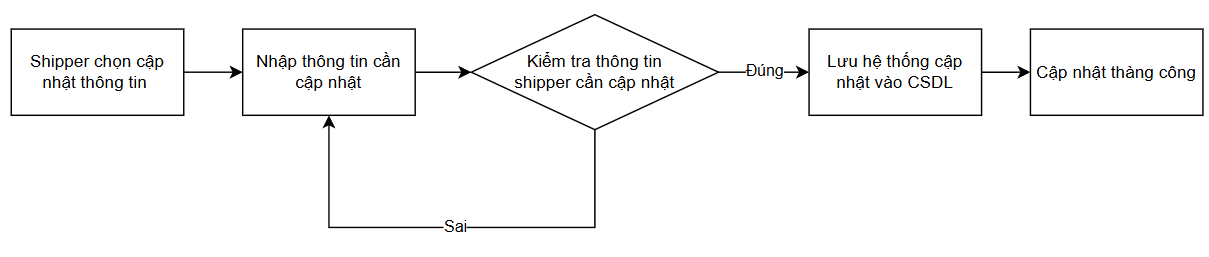 Shipper chọn cập
nhật thông tin
Nhập thông tin cần
cập nhật
Kiểm tra thông tin
shipper cần cập nhật
Đúng
Lưu hệ thống cập
nhật vào CSDL
Cập nhật thàng công
Sai